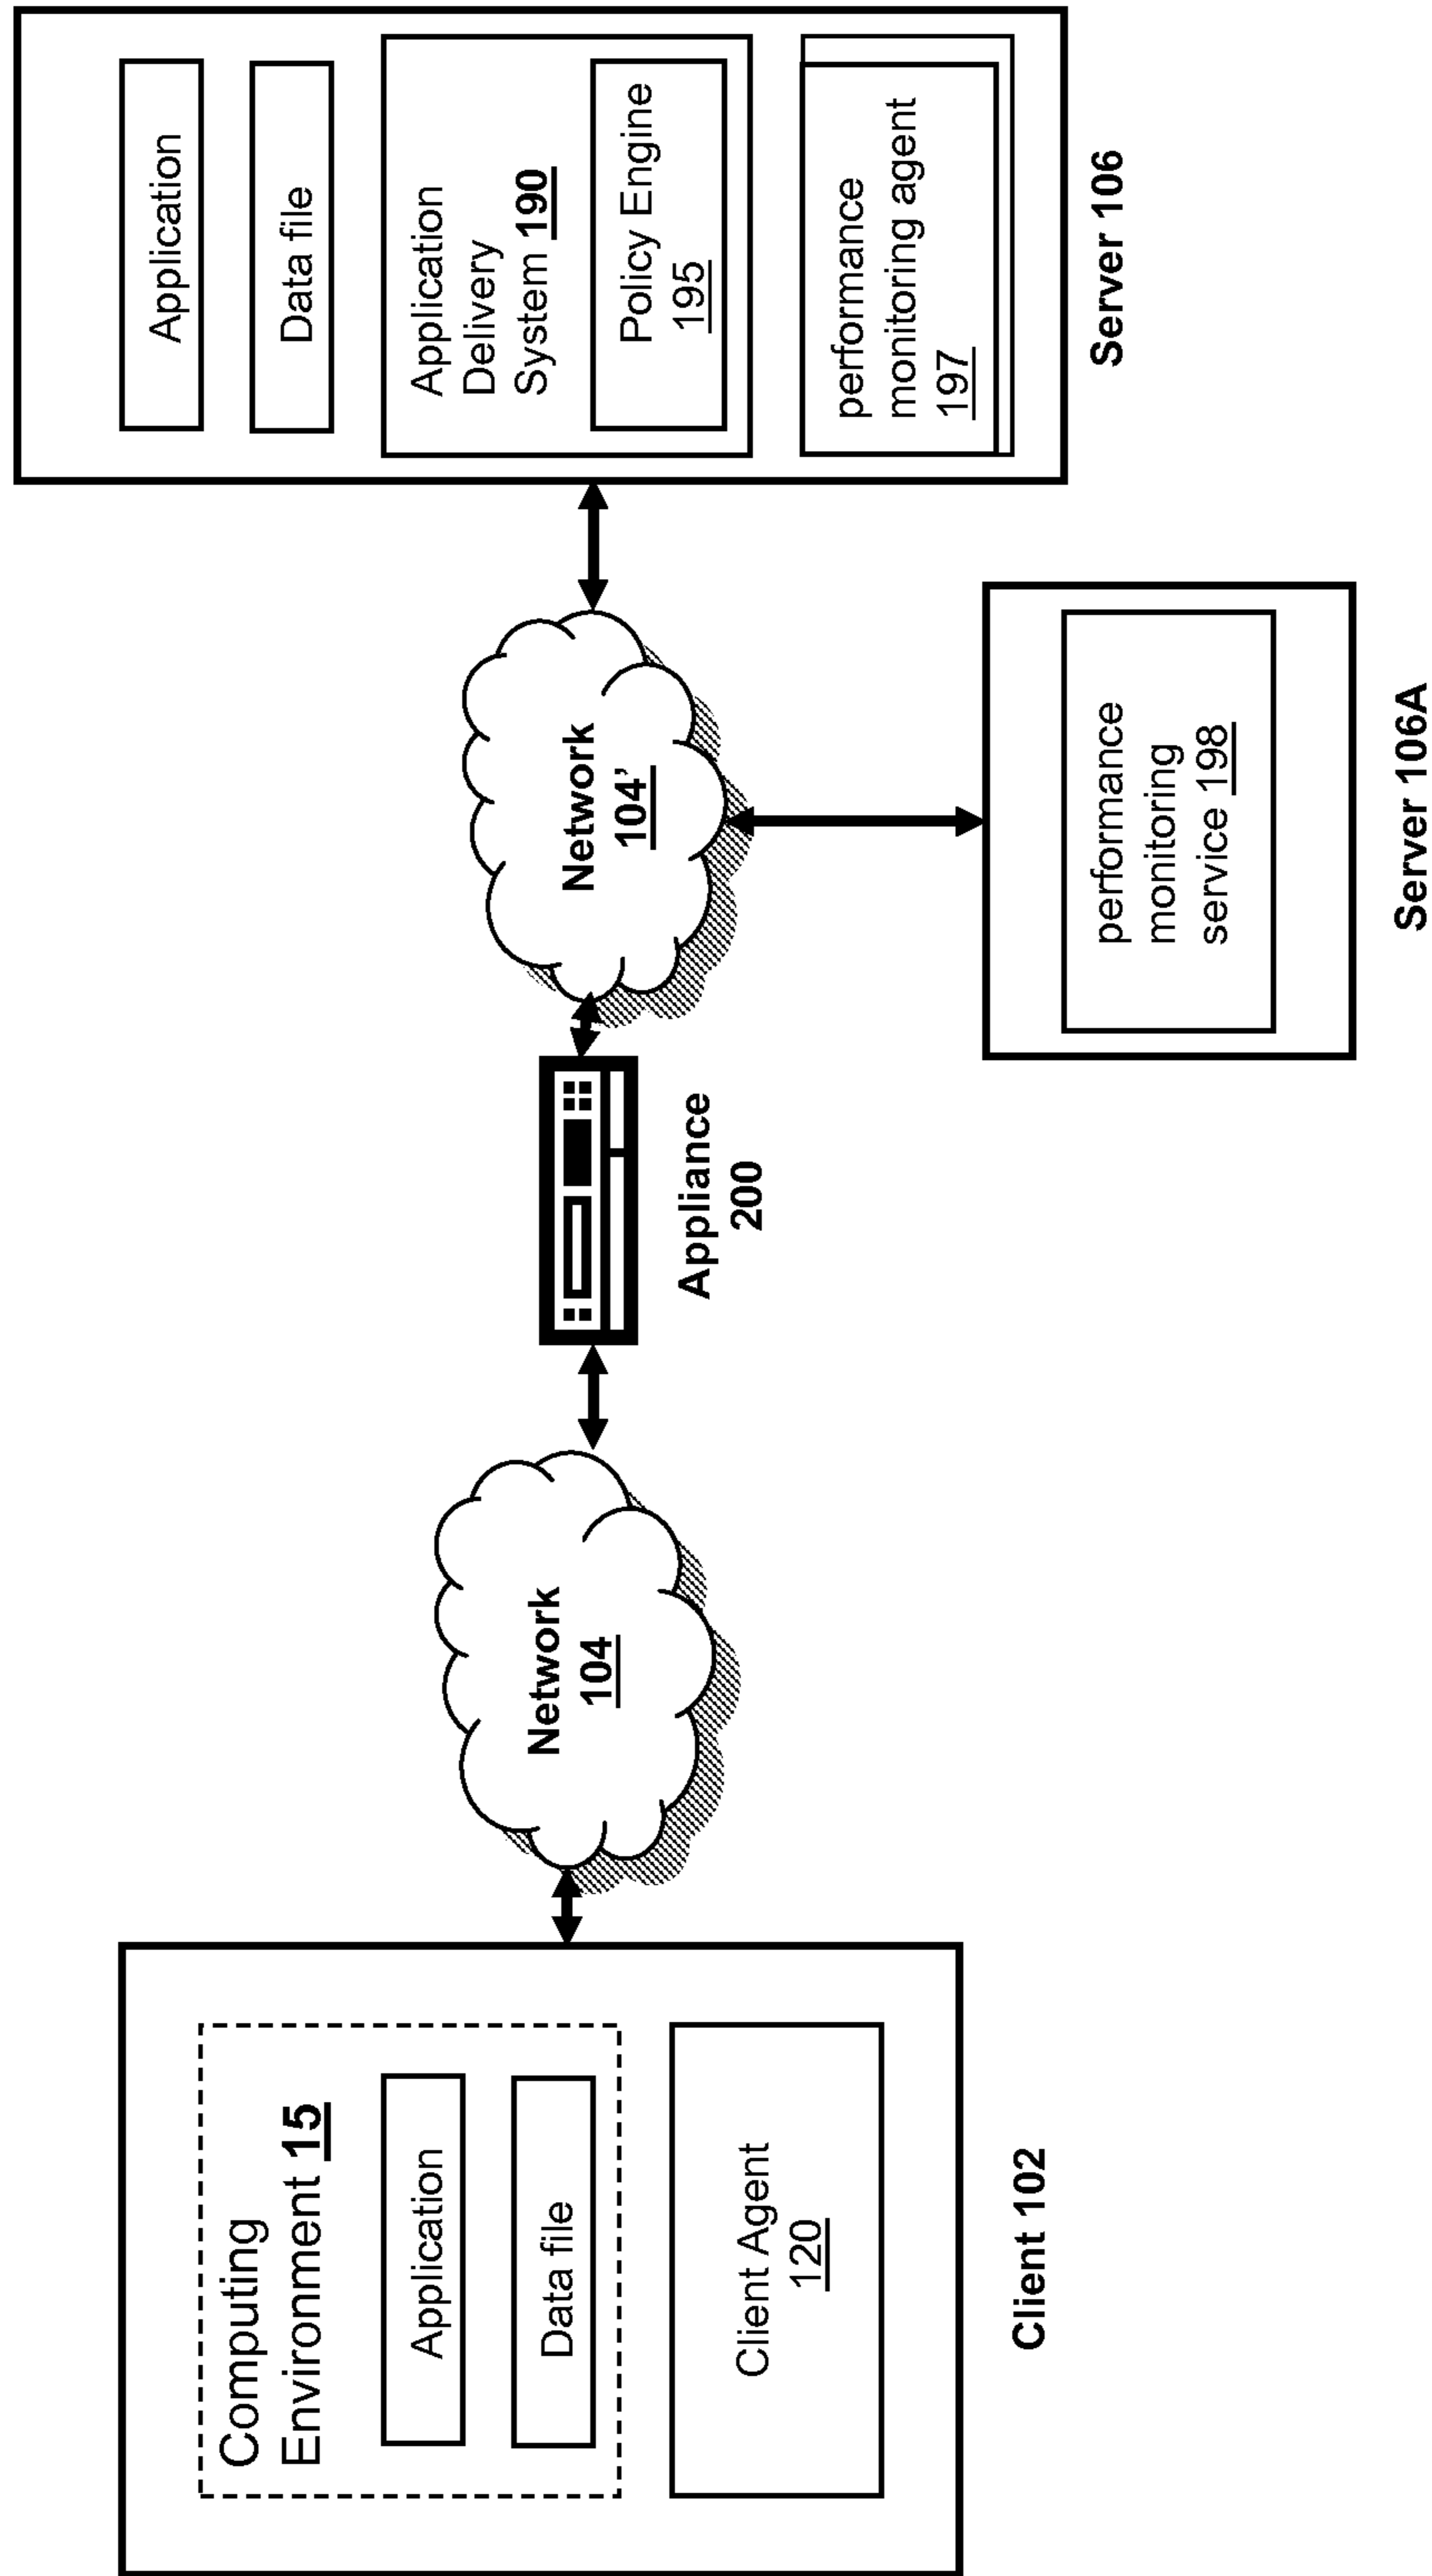 Computing
Environment 15
Application
Data file
Client Agent
120
Client 102
Network
104
Appliance
200
Network
104’
performance
monitoring
service 198
Server 106A
Application
Data file
Application
Delivery
System 190
Policy Engine
195
performance
monitoring agent
197
Server 106